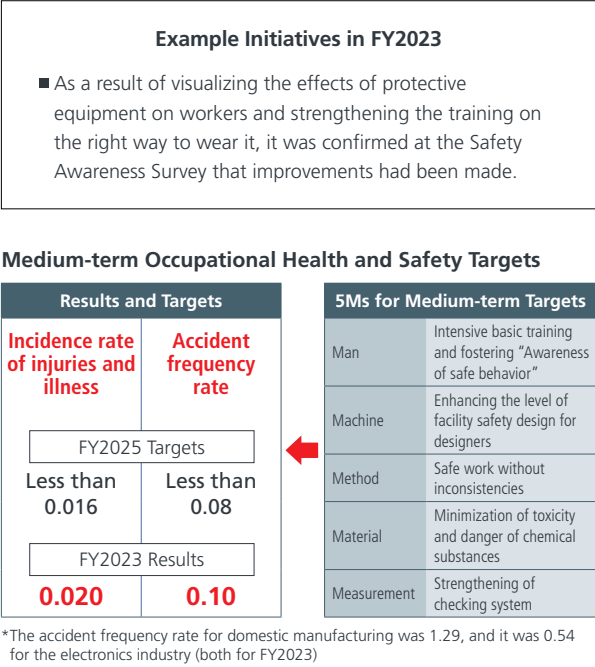 Example Initiatives in FY2023
■ As a result of visualizing the effects of protective
equipment on workers and strengthening the training on
the right way to wear it, it was confirmed at the Safety
Awareness Survey that improvements had been made.
Medium-term Occupational Health and Safety Targets
Results and Targets
Incidence rate
of injuries and
illness
Accident
frequency
rate
FY2025 Targets
Less than
0.016
Less than
0.08
FY2023 Results
0.020
0.10
5Ms for Medium-term Targets
Man
Intensive basic training
and fostering “Awareness
of safe behavior”
Machine
Enhancing the level of
facility safety design for
designers
Method
Safe work without
inconsistencies
Material
Minimization of toxicity
and danger of chemical
substances
Measurement
Strengthening of
checking system
*The accident frequency rate for domestic manufacturing was 1.29, and it was 0.54
for the electronics industry (both for FY2023)